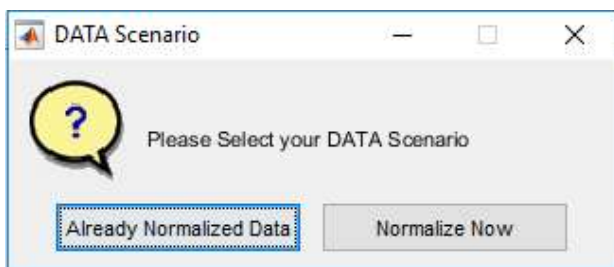 DATA Scenario
?
Please Select your DATA Scenario
Already Normalized Data
Normalize Now